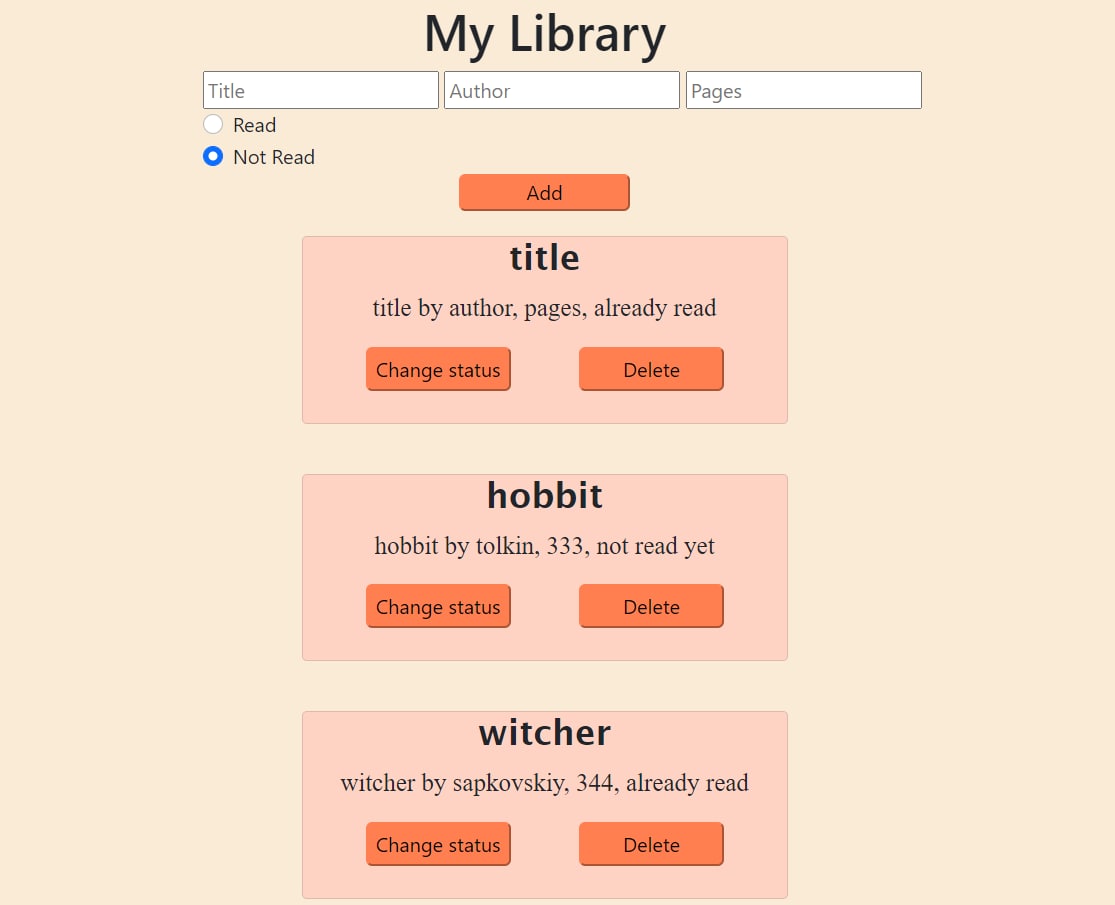 My Library
Title Author Pages
Read
Not Read
Add
title
title by author, pages, already read
Change status Delete
hobbit
hobbit by tolkin, 333, not read yet
Change status Delete
witcher
witcher by sapkovskiy, 344, already read
Change status Delete